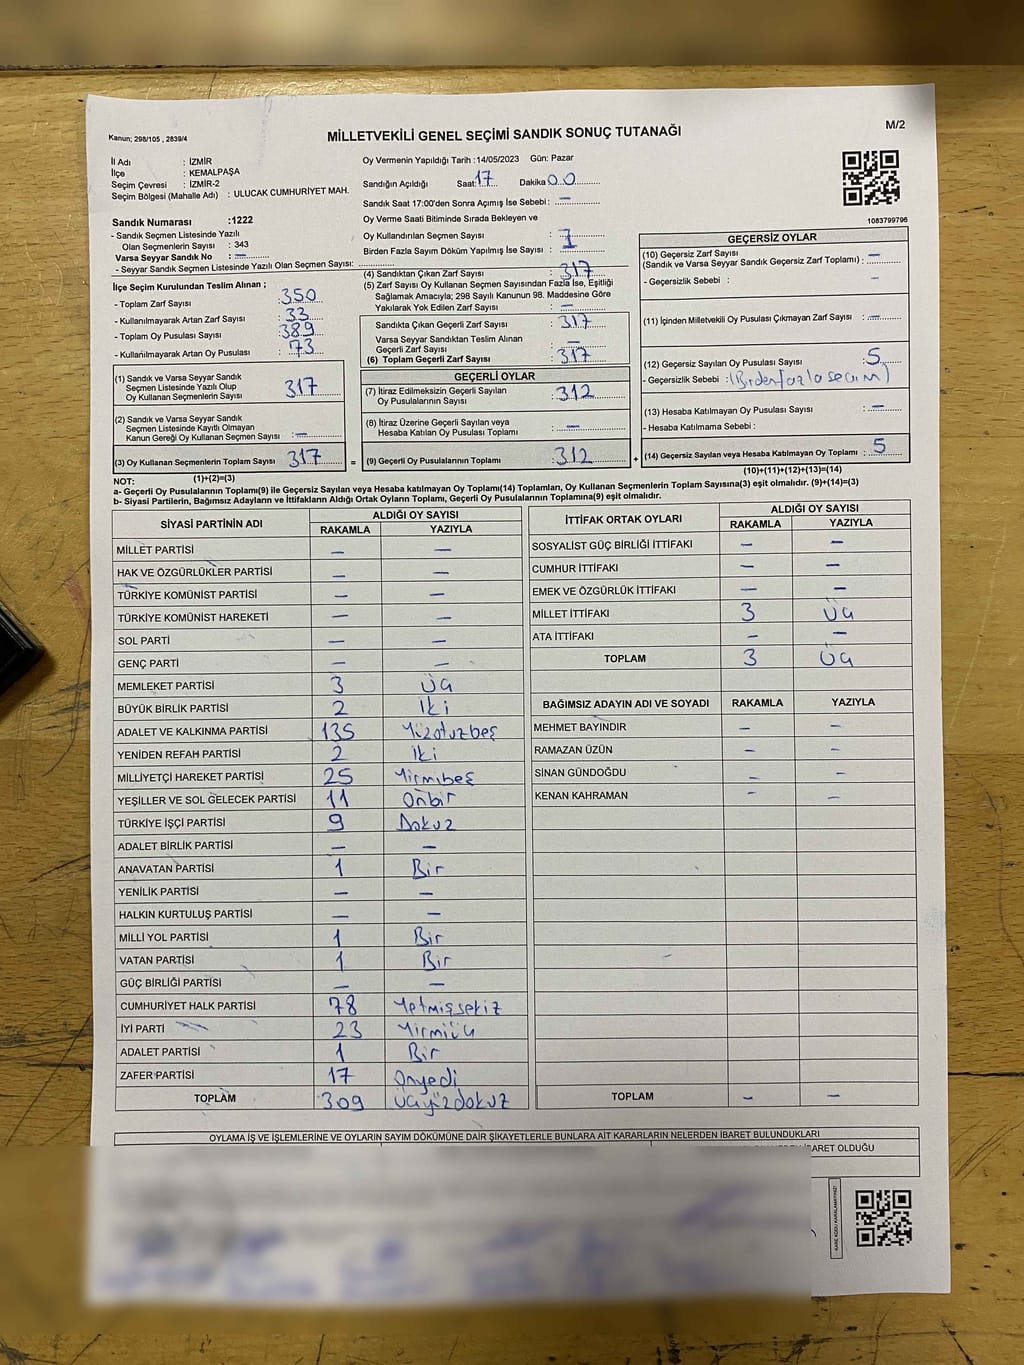 Kanun; 298/105 , 2839/4
MİLLETVEKİLİ GENEL SEÇİMİ SANDIK SONUÇ TUTANAĞI
M/2
İl Adı : İZMİR
İlçe : KEMALPAŞA
Seçim Çevresi : İZMİR-2
Seçim Bölgesi (Mahalle Adı) : ULUCAK CUMHURİYET MAH.
Oy Vermenin Yapıldığı Tarih :14/05/2023 Gün: Pazar
Sandığın Açıldığı Saat: 17 Dakika 00
Sandık Saat 17:00'den Sonra Açımış İse Sebebi : –
Oy Verme Saati Bitiminde Sırada Bekleyen ve
Oy Kullandırılan Seçmen Sayısı : –
Birden Fazla Sayım Döküm Yapılmış İse Sayısı : 1
1083799796
Sandık Numarası :1222
- Sandık Seçmen Listesinde Yazılı
Olan Seçmenlerin Sayısı : 343
Varsa Seyyar Sandık No : –
- Seyyar Sandık Seçmen Listesinde Yazılı Olan Seçmen Sayısı:
İlçe Seçim Kurulundan Teslim Alınan ;
- Toplam Zarf Sayısı : 350
- Kullanılmayarak Artan Zarf Sayısı : 33
- Toplam Oy Pusulası Sayısı : 389
- Kullanılmayarak Artan Oy Pusulası : 73
(1) Sandık ve Varsa Seyyar Sandık
Seçmen Listesinde Yazılı Olup
Oy Kullanan Seçmenlerin Sayısı : 317
(2) Sandık ve Varsa Seyyar Sandık
Seçmen Listesinde Kayıtlı Olmayan
Kanun Gereği Oy Kullanan Seçmen Sayısı : –
(3) Oy Kullanan Seçmenlerin Toplam Sayısı : 317
(1)+(2)=(3)
(4) Sandıktan Çıkan Zarf Sayısı : 317
(5) Zarf Sayısı Oy Kullanan Seçmen Sayısından Fazla İse, Eşitliği
Sağlamak Amacıyla; 298 Sayılı Kanunun 98. Maddesine Göre
Yakılarak Yok Edilen Zarf Sayısı : –
Sandıkta Çıkan Geçerli Zarf Sayısı : 317
Varsa Seyyar Sandıktan Teslim Alınan
Geçerli Zarf Sayısı : –
(6) Toplam Geçerli Zarf Sayısı : 317
GEÇERLİ OYLAR
(7) İtiraz Edilmeksizin Geçerli Sayılan
Oy Pusulalarının Sayısı : 312
(8) İtiraz Üzerine Geçerli Sayılan veya
Hesaba Katılan Oy Pusulası Toplamı : –
= (9) Geçerli Oy Pusulalarının Toplamı : 312 +
GEÇERSİZ OYLAR
(10) Geçersiz Zarf Sayısı
(Sandık ve Varsa Seyyar Sandık Geçersiz Zarf Toplamı) : –
- Geçersizlik Sebebi : –
(11) İçinden Milletvekili Oy Pusulası Çıkmayan Zarf Sayısı : –
(12) Geçersiz Sayılan Oy Pusulası Sayısı : 5
- Geçersizlik Sebebi : (Birden fazla seçim)
(13) Hesaba Katılmayan Oy Pusulası Sayısı : –
- Hesaba Katılmama Sebebi :
(14) Geçersiz Sayılan veya Hesaba Katılmayan Oy Toplamı : 5
(10)+(11)+(12)+(13)=(14)
NOT:
a- Geçerli Oy Pusulalarının Toplamı(9) ile Geçersiz Sayılan veya Hesaba katılmayan Oy Toplamı(14) Toplamları, Oy Kullanan Seçmenlerin Toplam Sayısına(3) eşit olmalıdır. (9)+(14)=(3)
b- Siyasi Partilerin, Bağımsız Adayların ve İttifakların Aldığı Ortak Oyların Toplamı, Geçerli Oy Pusulalarının Toplamına(9) eşit olmalıdır.
SİYASİ PARTİNİN ADI ALDIĞI OY SAYISI
RAKAMLA YAZIYLA
MİLLET PARTİSİ – –
HAK VE ÖZGÜRLÜKLER PARTİSİ – –
TÜRKİYE KOMÜNİST PARTİSİ – –
TÜRKİYE KOMÜNİST HAREKETİ – –
SOL PARTİ – –
GENÇ PARTİ – –
MEMLEKET PARTİSİ 3 Üç
BÜYÜK BİRLİK PARTİSİ 2 İki
ADALET VE KALKINMA PARTİSİ 135 Yüzotuzbeş
YENİDEN REFAH PARTİSİ 2 İki
MİLLİYETÇİ HAREKET PARTİSİ 25 Yirmibeş
YEŞİLLER VE SOL GELECEK PARTİSİ 11 Onbir
TÜRKİYE İŞÇİ PARTİSİ 9 Dokuz
ADALET BİRLİK PARTİSİ – –
ANAVATAN PARTİSİ 1 Bir
YENİLİK PARTİSİ – –
HALKIN KURTULUŞ PARTİSİ – –
MİLLİ YOL PARTİSİ 1 Bir
VATAN PARTİSİ 1 Bir
GÜÇ BİRLİĞİ PARTİSİ – –
CUMHURİYET HALK PARTİSİ 78 Yetmişsekiz
İYİ PARTİ 23 Yirmiüç
ADALET PARTİSİ 1 Bir
ZAFER PARTİSİ 17 Onyedi
TOPLAM 309 Üçyüzdokuz
İTTİFAK ORTAK OYLARI ALDIĞI OY SAYISI
RAKAMLA YAZIYLA
SOSYALİST GÜÇ BİRLİĞİ İTTİFAKI – –
CUMHUR İTTİFAKI – –
EMEK VE ÖZGÜRLÜK İTTİFAKI – –
MİLLET İTTİFAKI 3 Üç
ATA İTTİFAKI – –
TOPLAM 3 Üç
BAĞIMSIZ ADAYIN ADI VE SOYADI RAKAMLA YAZIYLA
MEHMET BAYINDIR – –
RAMAZAN ÜZÜN – –
SİNAN GÜNDOĞDU – –
KENAN KAHRAMAN – –
TOPLAM – –
OYLAMA İŞ VE İŞLEMLERİNE VE OYLARIN SAYIM DÖKÜMÜNE DAİR ŞİKAYETLERLE BUNLARA AİT KARARLARIN NELERDEN İBARET BULUNDUKLARI
OLDUĞU